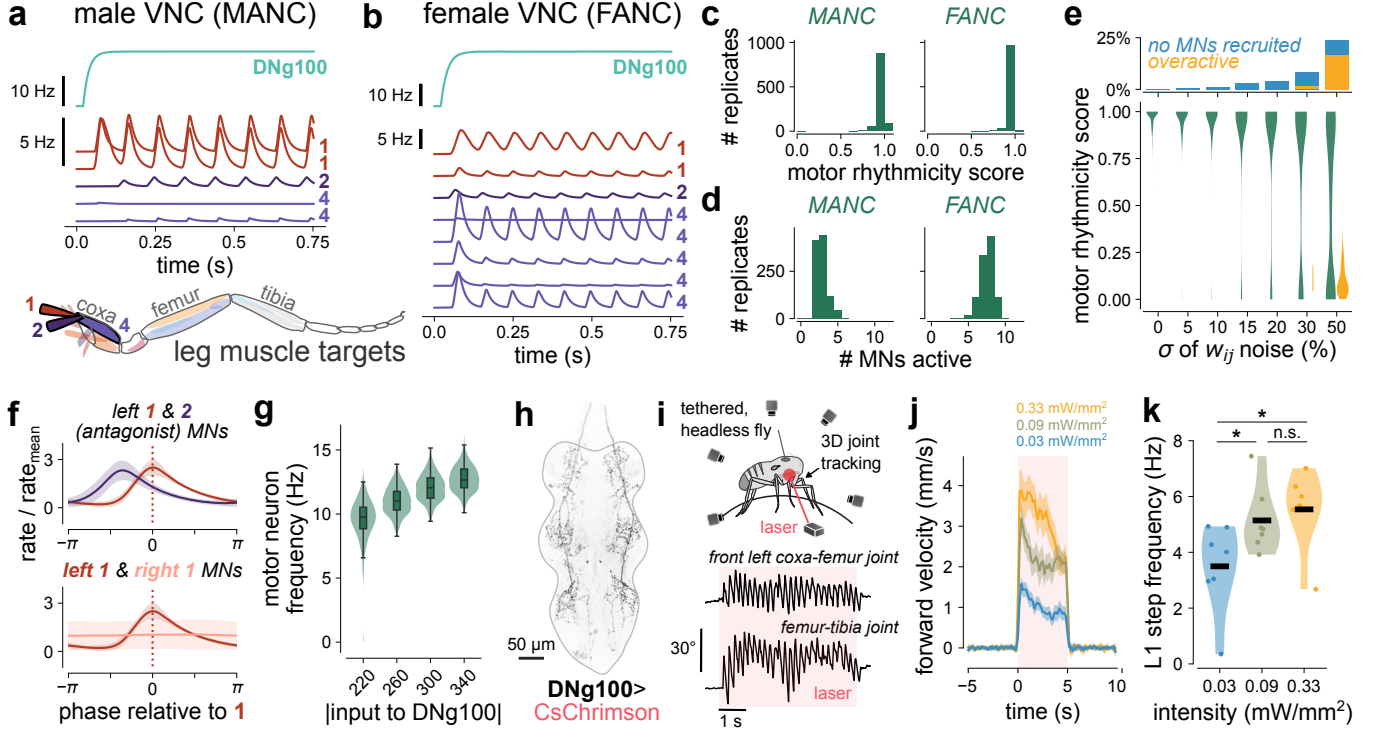 a
male VNC (MANC)
DNg100
10 Hz
5 Hz
1
1
2
4
4
0.0
0.25
0.50
0.75
time (s)
1
2
coxa
4
femur
tibia
leg muscle targets
b
female VNC (FANC)
DNg100
10 Hz
5 Hz
1
1
2
4
4
4
4
4
0.0
0.25
0.50
0.75
time (s)
c
MANC
FANC
# replicates
1000
500
0
0.0
0.5
1.0
0.0
0.5
1.0
motor rhythmicity score
d
MANC
FANC
# replicates
250
0
0
5
10
0
5
10
# MNs active
e
25%
0%
no MNs recruited
overactive
motor rhythmicity score
1.00
0.75
0.50
0.25
0.00
0
5
10
15
20
30
50
σ of wij noise (%)
f
left 1 & 2
(antagonist) MNs
rate / ratemean
3
0
−π
0
π
left 1 & right 1 MNs
3
0
−π
0
π
phase relative to 1
g
motor neuron
frequency (Hz)
15
10
5
0
220
260
300
340
|input to DNg100|
h
50 µm
DNg100>
CsChrimson
i
tethered,
headless fly
3D joint
tracking
laser
front left coxa-femur joint
femur-tibia joint
30°
laser
1 s
j
0.33 mW/mm²
0.09 mW/mm²
0.03 mW/mm²
forward velocity (mm/s)
4
3
2
1
0
−5
0
5
10
time (s)
k
*
*
n.s.
L1 step frequency (Hz)
8
6
4
2
0
0.03
0.09
0.33
intensity (mW/mm²)